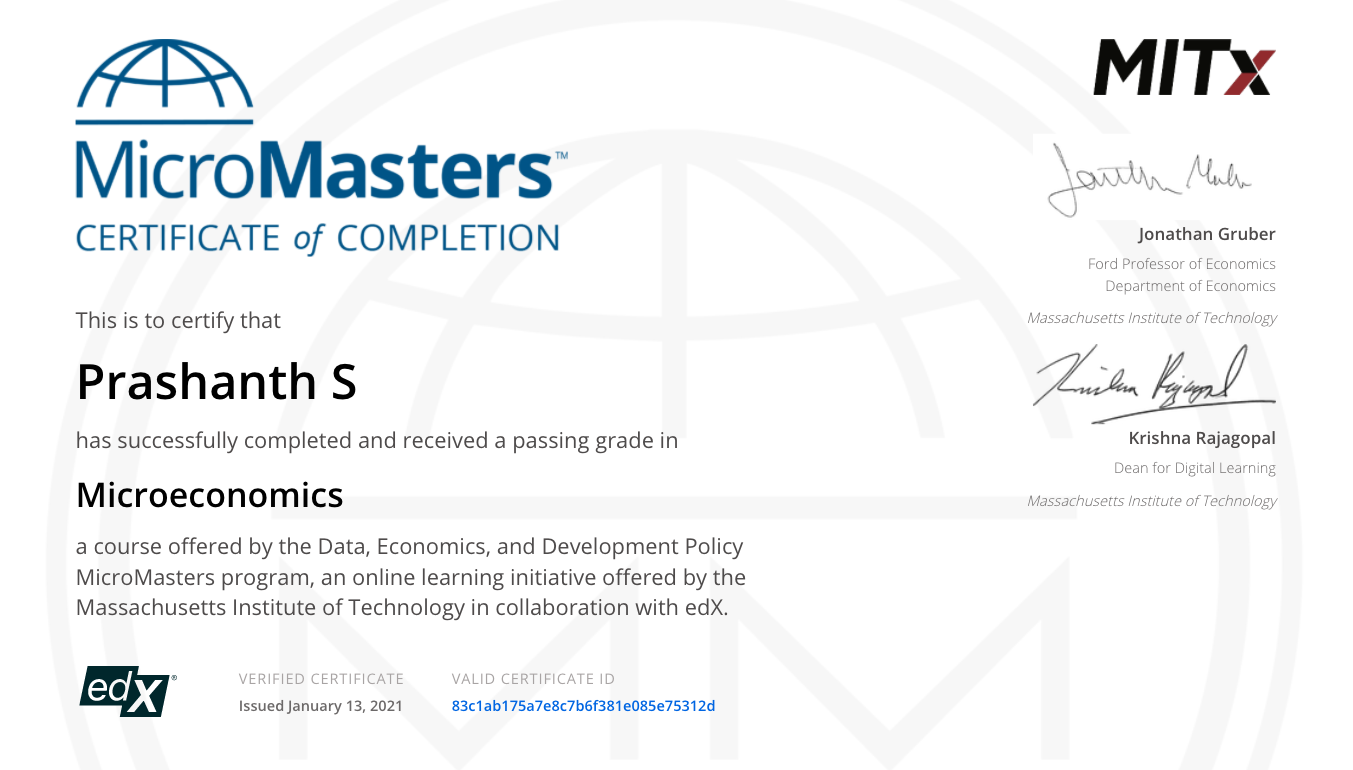 MicroMasters™
CERTIFICATE of COMPLETION
This is to certify that
Prashanth S
has successfully completed and received a passing grade in
Microeconomics
a course offered by the Data, Economics, and Development Policy
MicroMasters program, an online learning initiative offered by the
Massachusetts Institute of Technology in collaboration with edX.
edX®
VERIFIED CERTIFICATE
Issued January 13, 2021
VALID CERTIFICATE ID
83c1ab175a7e8c7b6f381e085e75312d
MITx
Jonathan Gruber
Ford Professor of Economics
Department of Economics
Massachusetts Institute of Technology
Krishna Rajagopal
Dean for Digital Learning
Massachusetts Institute of Technology